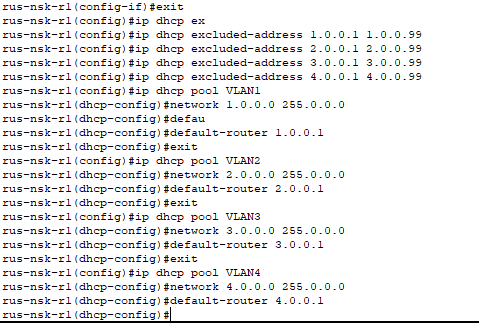 rus-nsk-r1(config-if)#exit
rus-nsk-r1(config)#ip dhcp ex
rus-nsk-r1(config)#ip dhcp excluded-address 1.0.0.1 1.0.0.99
rus-nsk-r1(config)#ip dhcp excluded-address 2.0.0.1 2.0.0.99
rus-nsk-r1(config)#ip dhcp excluded-address 3.0.0.1 3.0.0.99
rus-nsk-r1(config)#ip dhcp excluded-address 4.0.0.1 4.0.0.99
rus-nsk-r1(config)#ip dhcp pool VLAN1
rus-nsk-r1(dhcp-config)#network 1.0.0.0 255.0.0.0
rus-nsk-r1(dhcp-config)#defau
rus-nsk-r1(dhcp-config)#default-router 1.0.0.1
rus-nsk-r1(dhcp-config)#exit
rus-nsk-r1(config)#ip dhcp pool VLAN2
rus-nsk-r1(dhcp-config)#network 2.0.0.0 255.0.0.0
rus-nsk-r1(dhcp-config)#default-router 2.0.0.1
rus-nsk-r1(dhcp-config)#exit
rus-nsk-r1(config)#ip dhcp pool VLAN3
rus-nsk-r1(dhcp-config)#network 3.0.0.0 255.0.0.0
rus-nsk-r1(dhcp-config)#default-router 3.0.0.1
rus-nsk-r1(dhcp-config)#exit
rus-nsk-r1(config)#ip dhcp pool VLAN4
rus-nsk-r1(dhcp-config)#network 4.0.0.0 255.0.0.0
rus-nsk-r1(dhcp-config)#default-router 4.0.0.1
rus-nsk-r1(dhcp-config)#